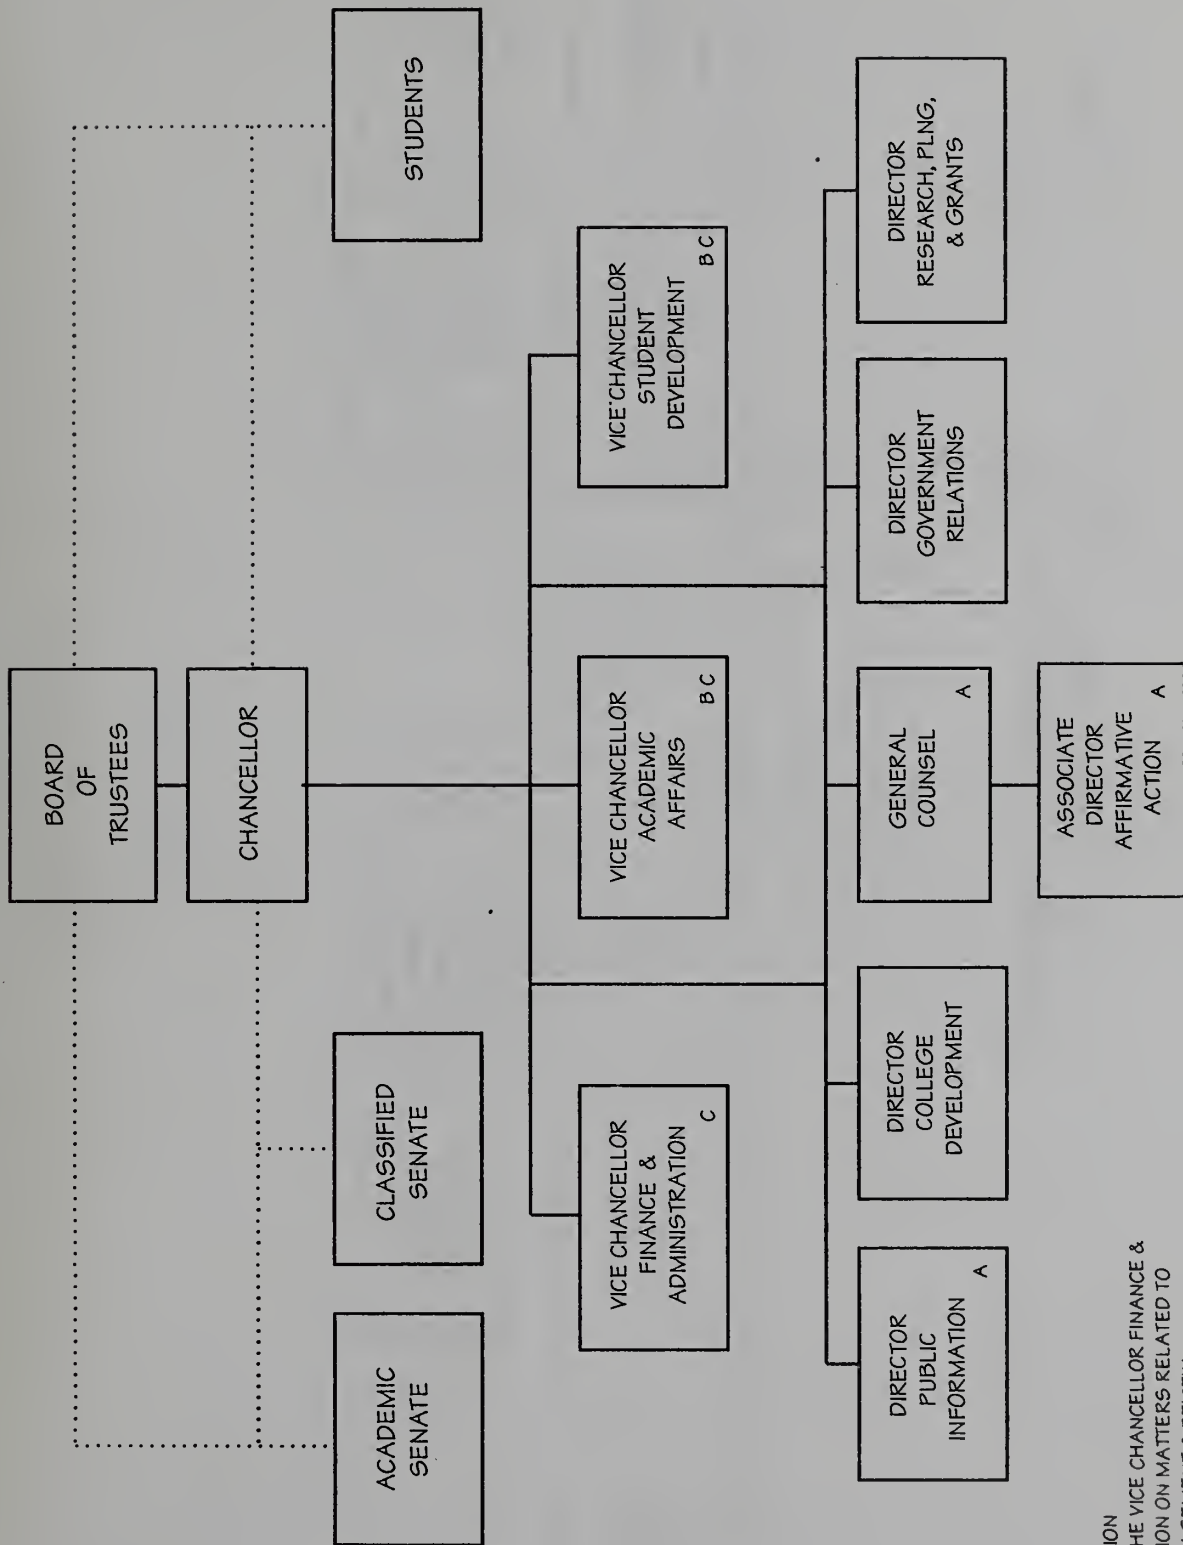 BOARD
OF
TRUSTEES
CHANCELLOR
ACADEMIC
SENATE
CLASSIFIED
SENATE
STUDENTS
VICE CHANCELLOR
FINANCE &
ADMINISTRATION
C
VICE CHANCELLOR
ACADEMIC
AFFAIRS
B C
VICE CHANCELLOR
STUDENT
DEVELOPMENT
B C
DIRECTOR
PUBLIC
INFORMATION
A
DIRECTOR
COLLEGE
DEVELOPMENT
GENERAL
COUNSEL
A
DIRECTOR
GOVERNMENT
RELATIONS
DIRECTOR
RESEARCH, PLNG,
& GRANTS
ASSOCIATE
DIRECTOR
AFFIRMATIVE
ACTION
A
ION
HE VICE CHANCELLOR FINANCE &
ION ON MATTERS RELATED TO